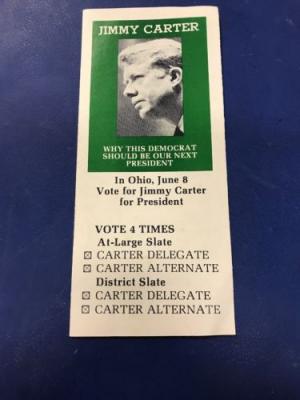 JIMMY CARTER
WHY THIS DEMOCRAT
SHOULD BE OUR NEXT
PRESIDENT
In Ohio, June 8
Vote for Jimmy Carter
for President
VOTE 4 TIMES
At-Large Slate
☒ CARTER DELEGATE
☒ CARTER ALTERNATE
District Slate
☒ CARTER DELEGATE
☒ CARTER ALTERNATE